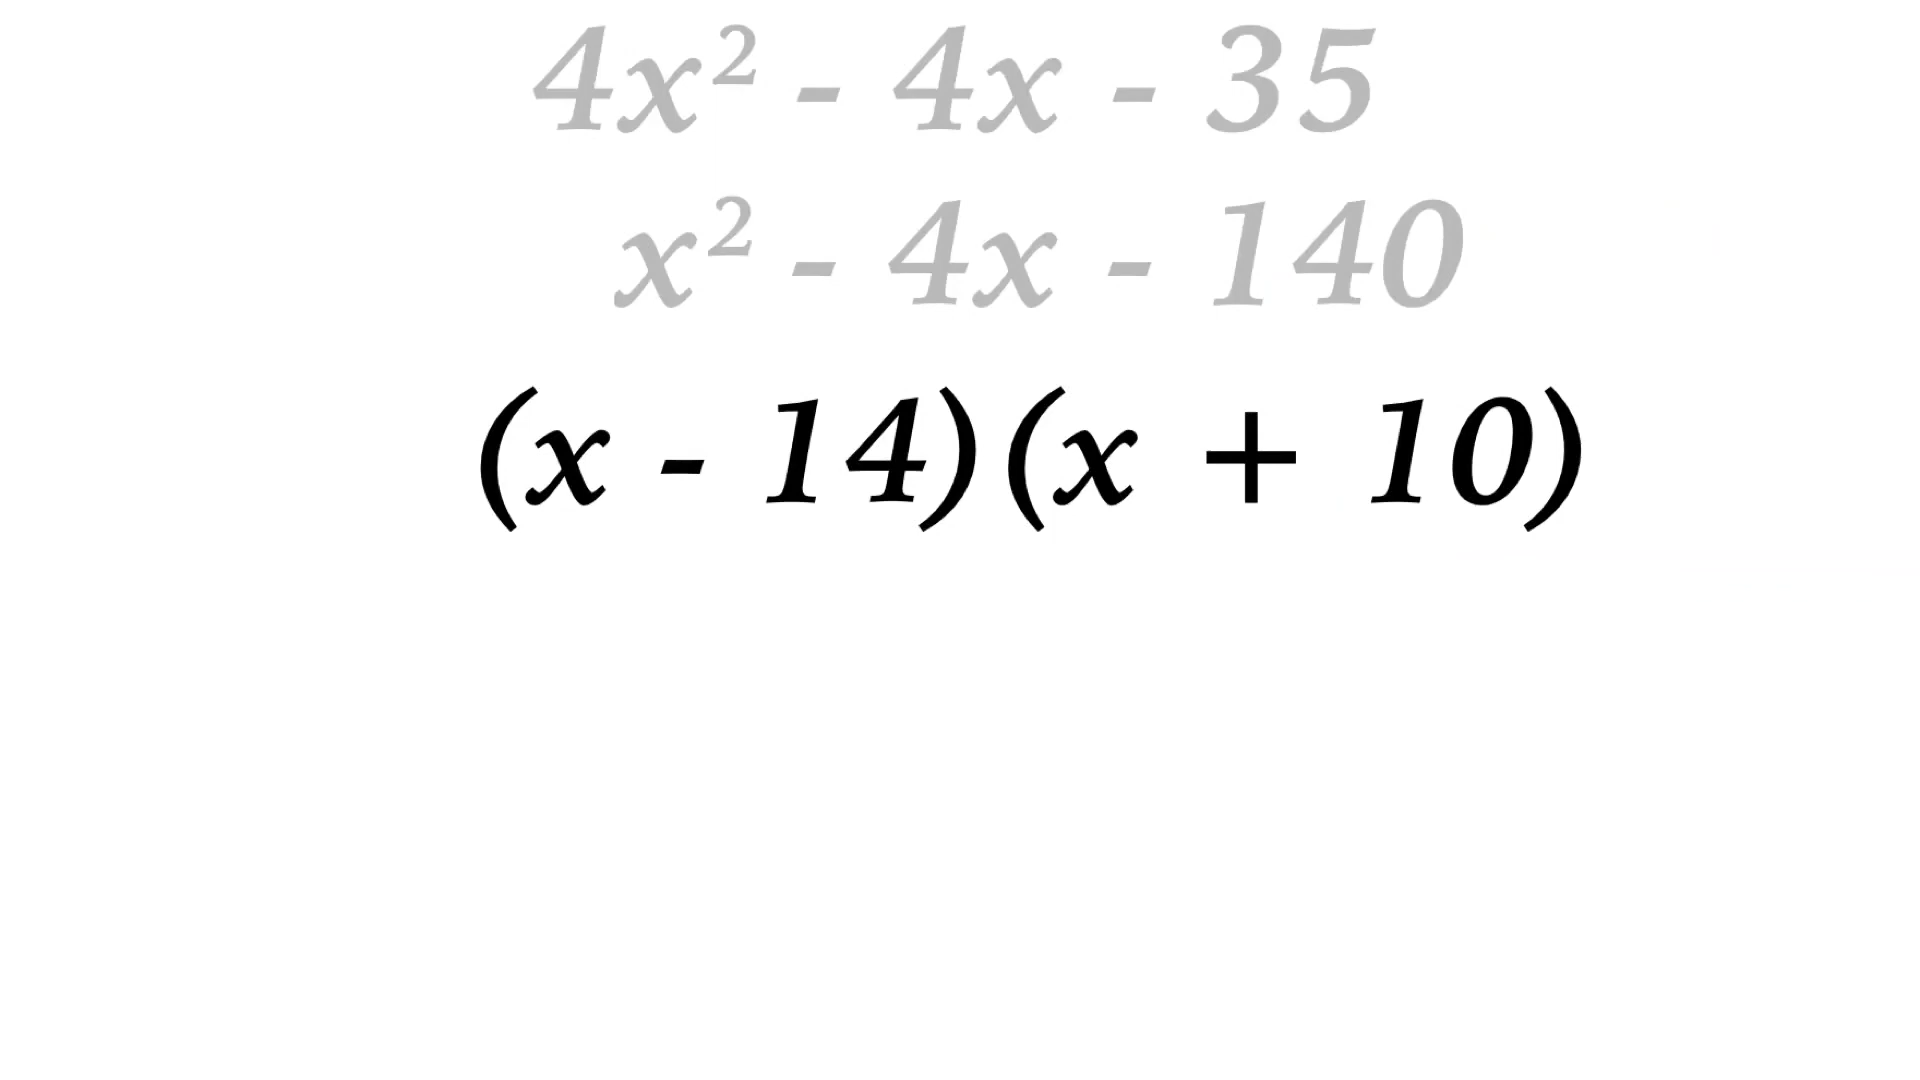 4x² - 4x - 35
x² - 4x - 140
(x - 14)(x + 10)